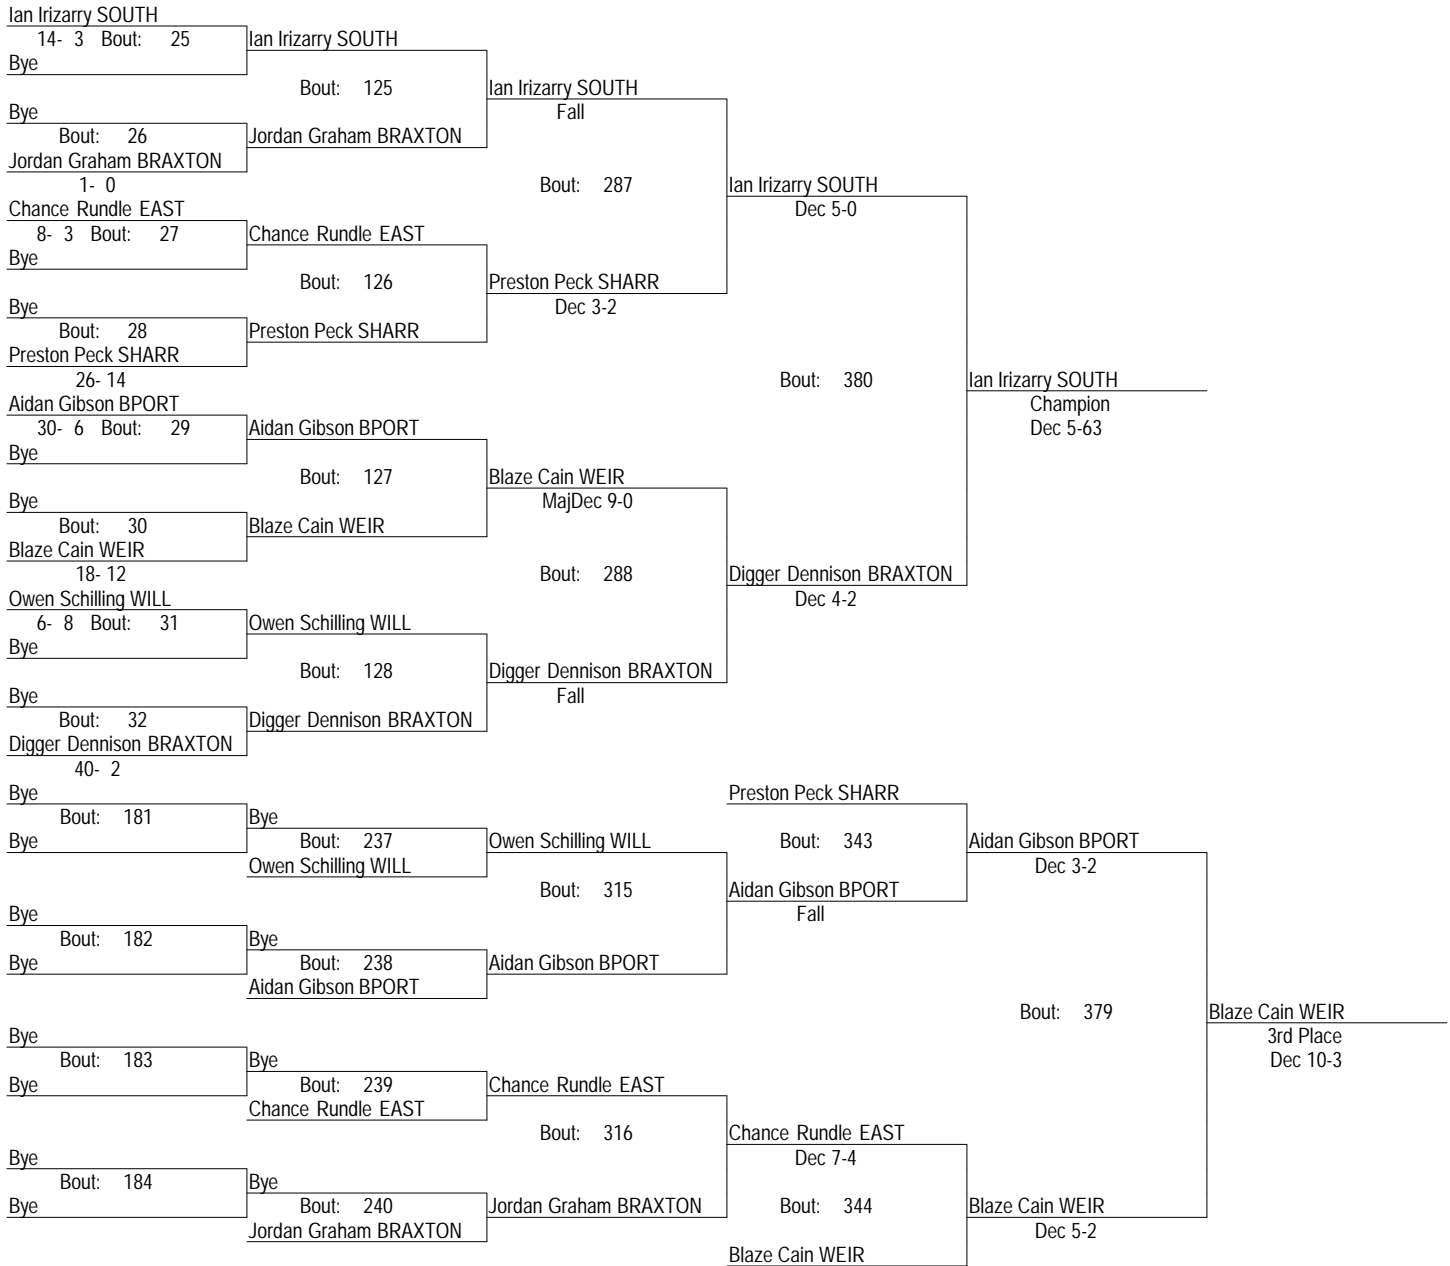 Ian Irizarry SOUTH
14- 3 Bout: 25 Ian Irizarry SOUTH
Bye
Bout: 125 Ian Irizarry SOUTH
Bye Fall
Bout: 26 Jordan Graham BRAXTON
Jordan Graham BRAXTON
1- 0 Bout: 287 Ian Irizarry SOUTH
Chance Rundle EAST Dec 5-0
8- 3 Bout: 27 Chance Rundle EAST
Bye
Bout: 126 Preston Peck SHARR
Bye Dec 3-2
Bout: 28 Preston Peck SHARR
Preston Peck SHARR
26- 14 Bout: 380 Ian Irizarry SOUTH
Aidan Gibson BPORT Champion
30- 6 Bout: 29 Aidan Gibson BPORT Dec 5-63
Bye
Bout: 127 Blaze Cain WEIR
Bye MajDec 9-0
Bout: 30 Blaze Cain WEIR
Blaze Cain WEIR
18- 12 Bout: 288 Digger Dennison BRAXTON
Owen Schilling WILL Dec 4-2
6- 8 Bout: 31 Owen Schilling WILL
Bye
Bout: 128 Digger Dennison BRAXTON
Bye Fall
Bout: 32 Digger Dennison BRAXTON
Digger Dennison BRAXTON
40- 2
Bye Preston Peck SHARR
Bout: 181 Bye
Bye Bout: 237 Owen Schilling WILL Bout: 343 Aidan Gibson BPORT
Owen Schilling WILL Dec 3-2
Bout: 315 Aidan Gibson BPORT
Bye Fall
Bout: 182 Bye
Bye Bout: 238 Aidan Gibson BPORT
Aidan Gibson BPORT
Bout: 379 Blaze Cain WEIR
Bye 3rd Place
Bout: 183 Bye Dec 10-3
Bye Bout: 239 Chance Rundle EAST
Chance Rundle EAST
Bout: 316 Chance Rundle EAST
Bye Dec 7-4
Bout: 184 Bye
Bye Bout: 240 Jordan Graham BRAXTON Bout: 344 Blaze Cain WEIR
Jordan Graham BRAXTON Dec 5-2
Blaze Cain WEIR